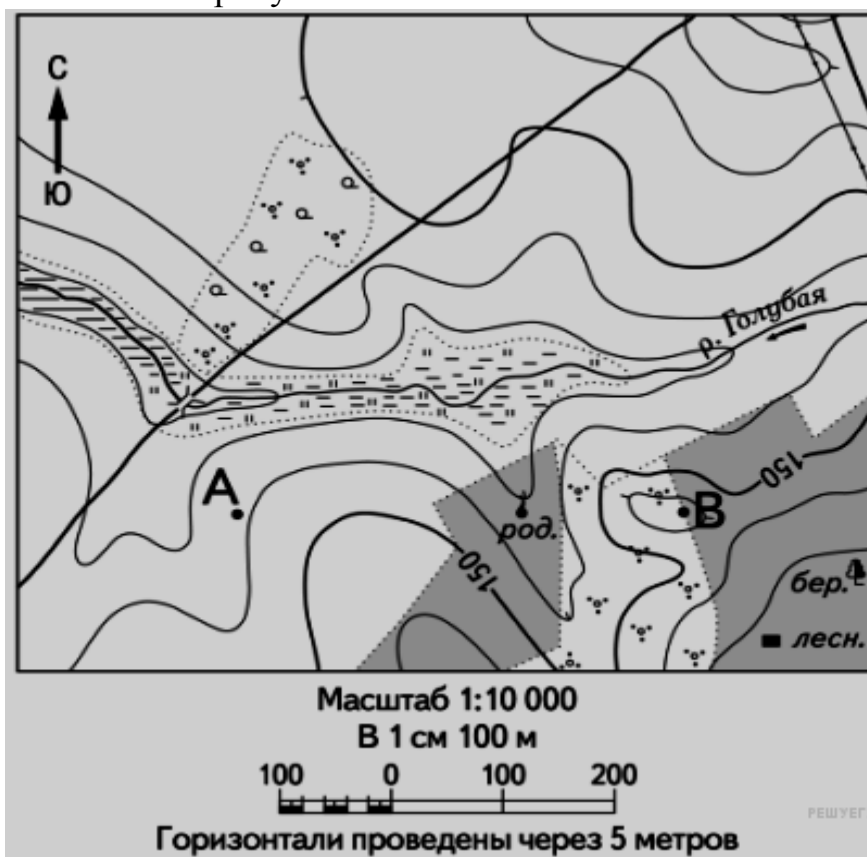 С
Ю
р. Голубая
А
В
150
150
род.
бер.
лесн.
Масштаб 1:10 000
В 1 см 100 м
100 0 100 200
Горизонтали проведены через 5 метров
РЕШУЕГ